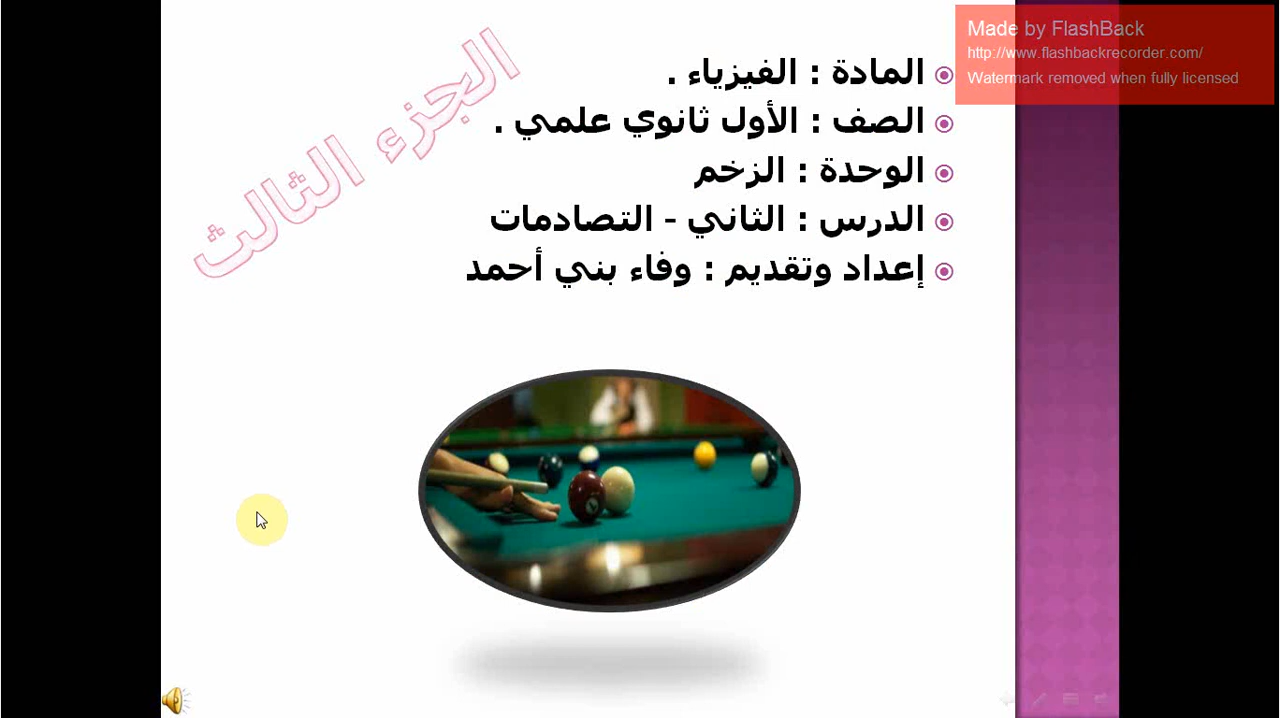 Made by FlashBack
http://www.flashbackrecorder.com/
Watermark removed when fully licensed
الجزء الثالث
المادة : الفيزياء .
الصف : الأول ثانوي علمي .
الوحدة : الزخم
الدرس : الثاني - التصادمات
إعداد وتقديم : وفاء بني أحمد